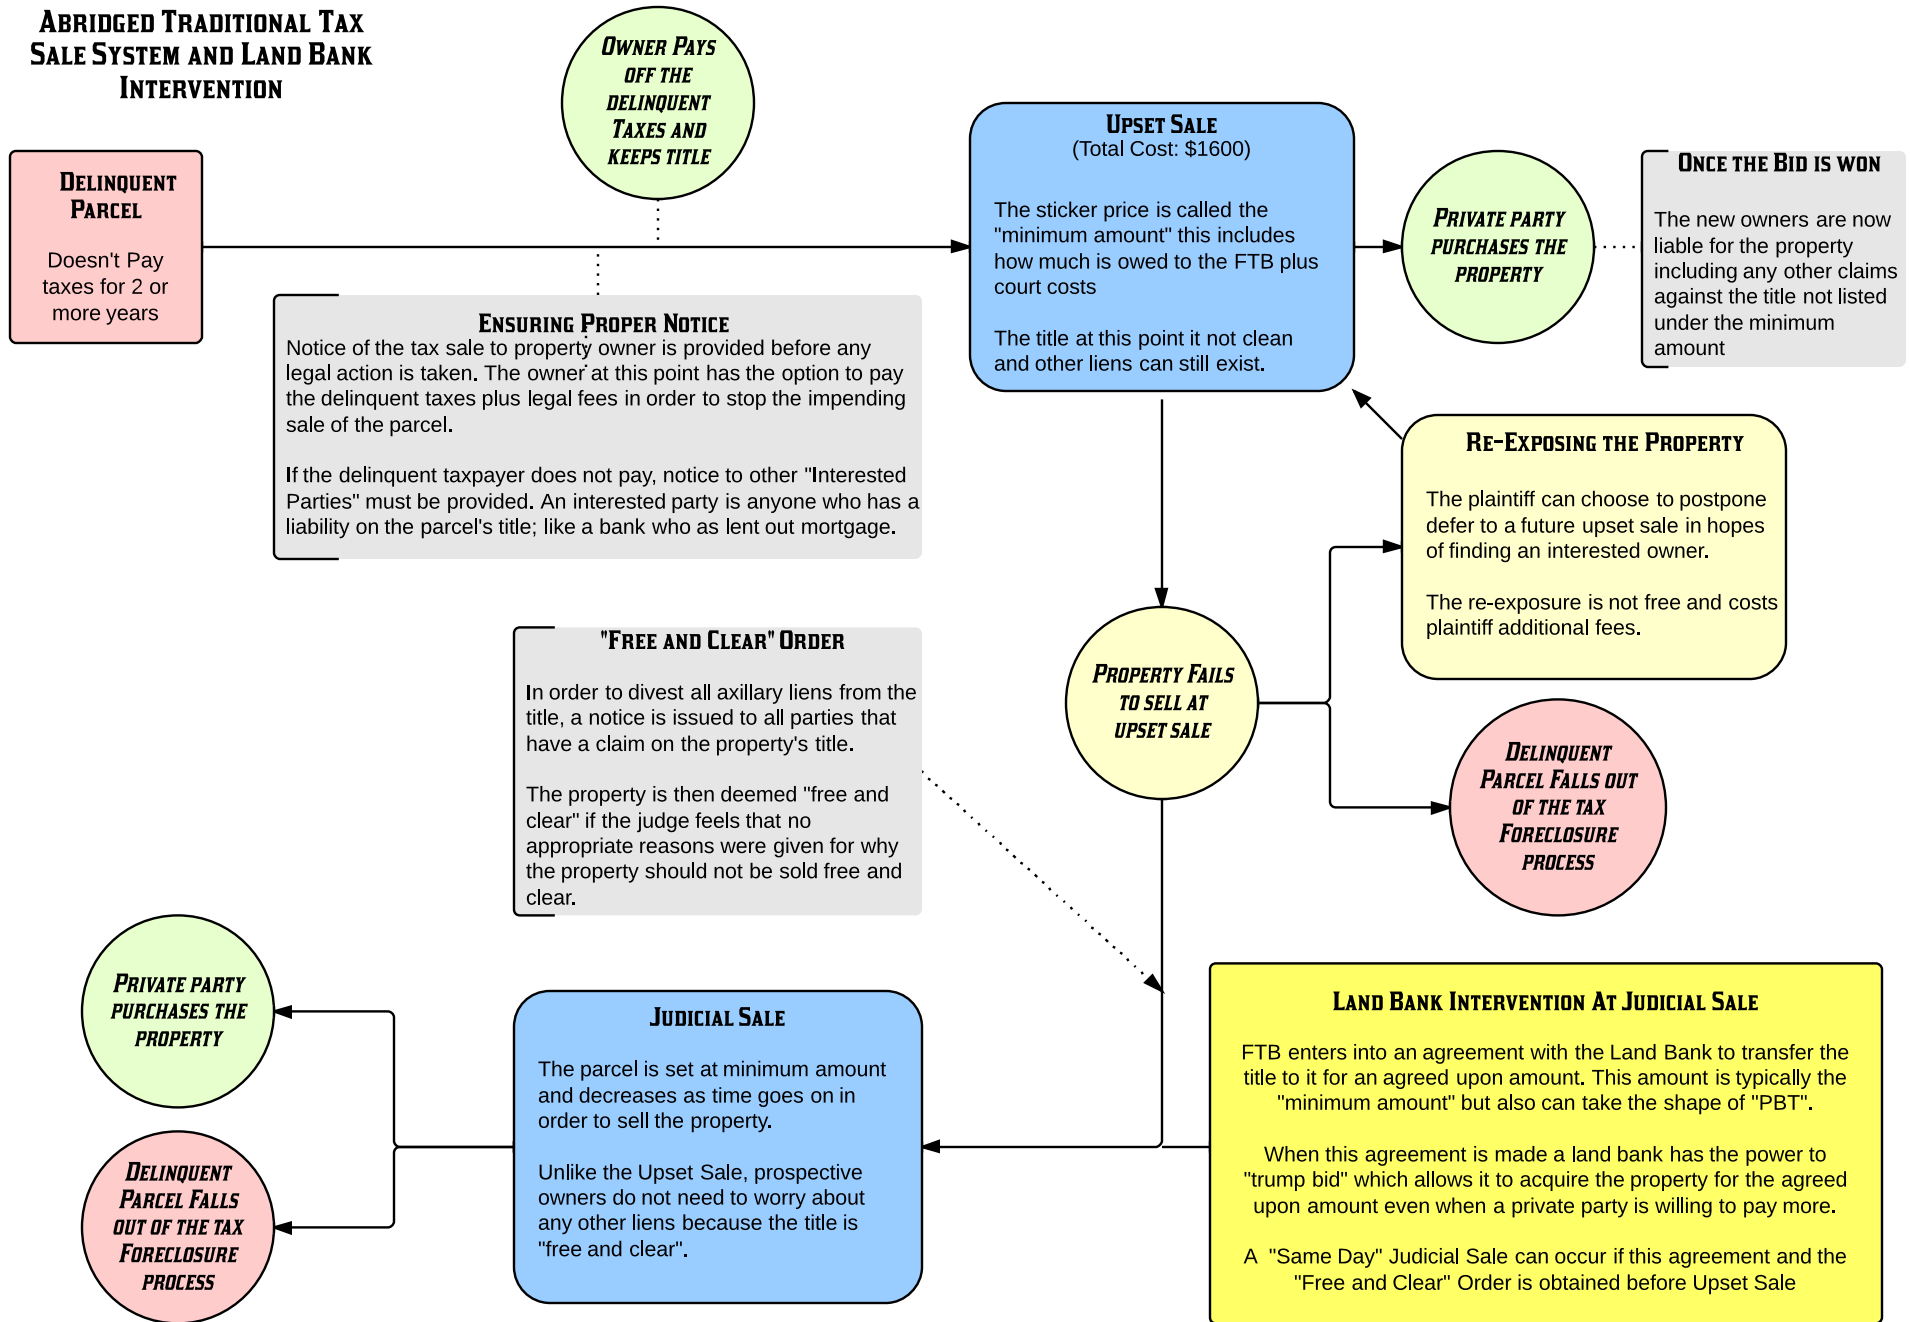 Abridged Traditional Tax
Sale System and Land Bank
Intervention
Owner Pays
off the
delinquent
Taxes and
keeps title
Delinquent
Parcel
Doesn't Pay
taxes for 2 or
more years
Ensuring Proper Notice
Notice of the tax sale to property owner is provided before any
legal action is taken. The owner at this point has the option to pay
the delinquent taxes plus legal fees in order to stop the impending
sale of the parcel.
If the delinquent taxpayer does not pay, notice to other "Interested
Parties" must be provided. An interested party is anyone who has a
liability on the parcel's title; like a bank who as lent out mortgage.
Upset Sale
(Total Cost: $1600)
The sticker price is called the
"minimum amount" this includes
how much is owed to the FTB plus
court costs
The title at this point it not clean
and other liens can still exist.
Private party
purchases the
property
Once the Bid is won
The new owners are now
liable for the property
including any other claims
against the title not listed
under the minimum
amount
Re-Exposing the Property
The plaintiff can choose to postpone
defer to a future upset sale in hopes
of finding an interested owner.
The re-exposure is not free and costs
plaintiff additional fees.
Property Fails
to sell at
upset sale
Delinquent
Parcel Falls out
of the tax
Foreclosure
process
"Free and Clear" Order
In order to divest all axillary liens from the
title, a notice is issued to all parties that
have a claim on the property's title.
The property is then deemed "free and
clear" if the judge feels that no
appropriate reasons were given for why
the property should not be sold free and
clear.
Private party
purchases the
property
Delinquent
Parcel Falls
out of the tax
Foreclosure
process
Judicial Sale
The parcel is set at minimum amount
and decreases as time goes on in
order to sell the property.
Unlike the Upset Sale, prospective
owners do not need to worry about
any other liens because the title is
"free and clear".
Land Bank Intervention At Judicial Sale
FTB enters into an agreement with the Land Bank to transfer the
title to it for an agreed upon amount. This amount is typically the
"minimum amount" but also can take the shape of "PBT".
When this agreement is made a land bank has the power to
"trump bid" which allows it to acquire the property for the agreed
upon amount even when a private party is willing to pay more.
A "Same Day" Judicial Sale can occur if this agreement and the
"Free and Clear" Order is obtained before Upset Sale